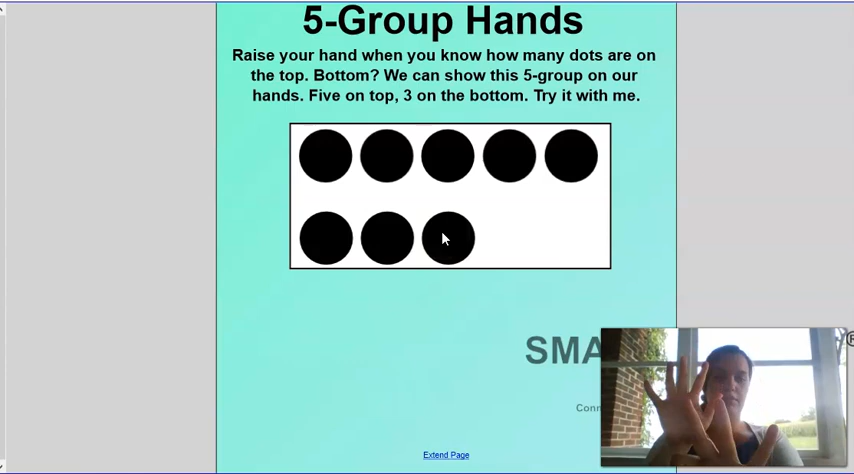 5-Group Hands
Raise your hand when you know how many dots are on
the top. Bottom? We can show this 5-group on our
hands. Five on top, 3 on the bottom. Try it with me.
SMA
®
Conn
Extend Page